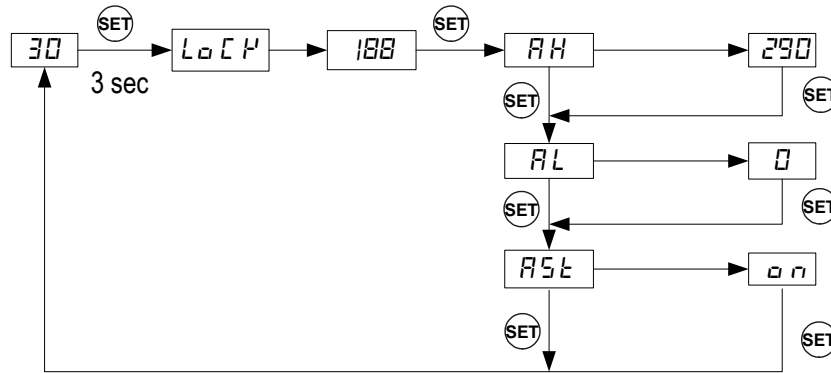 SET
SET
30 LoCK 188 AH 290
3 sec
SET SET
AL 0
SET SET
ASt on
SET SET